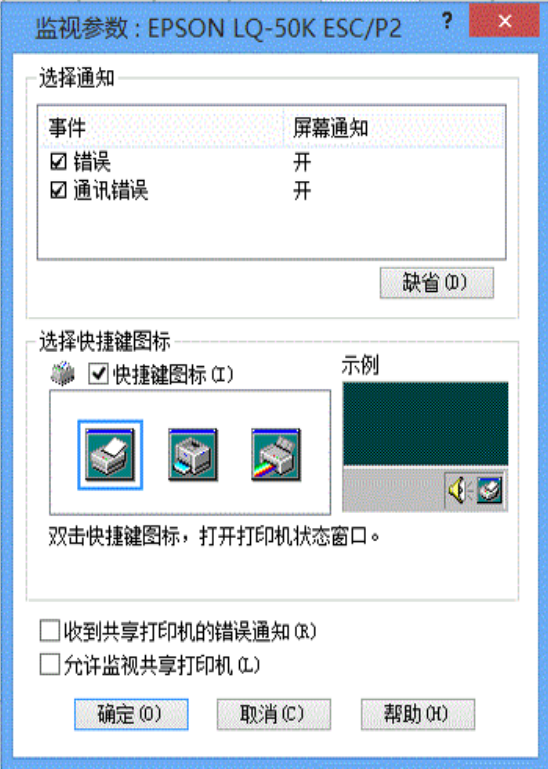 监视参数 : EPSON LQ-50K ESC/P2
?
选择通知
事件 屏幕通知
错误 开
通讯错误 开
缺省(D)
选择快捷键图标
快捷键图标(I)
示例
双击快捷键图标，打开打印机状态窗口。
收到共享打印机的错误通知(R)
允许监视共享打印机(L)
确定(O) 取消(C) 帮助(H)